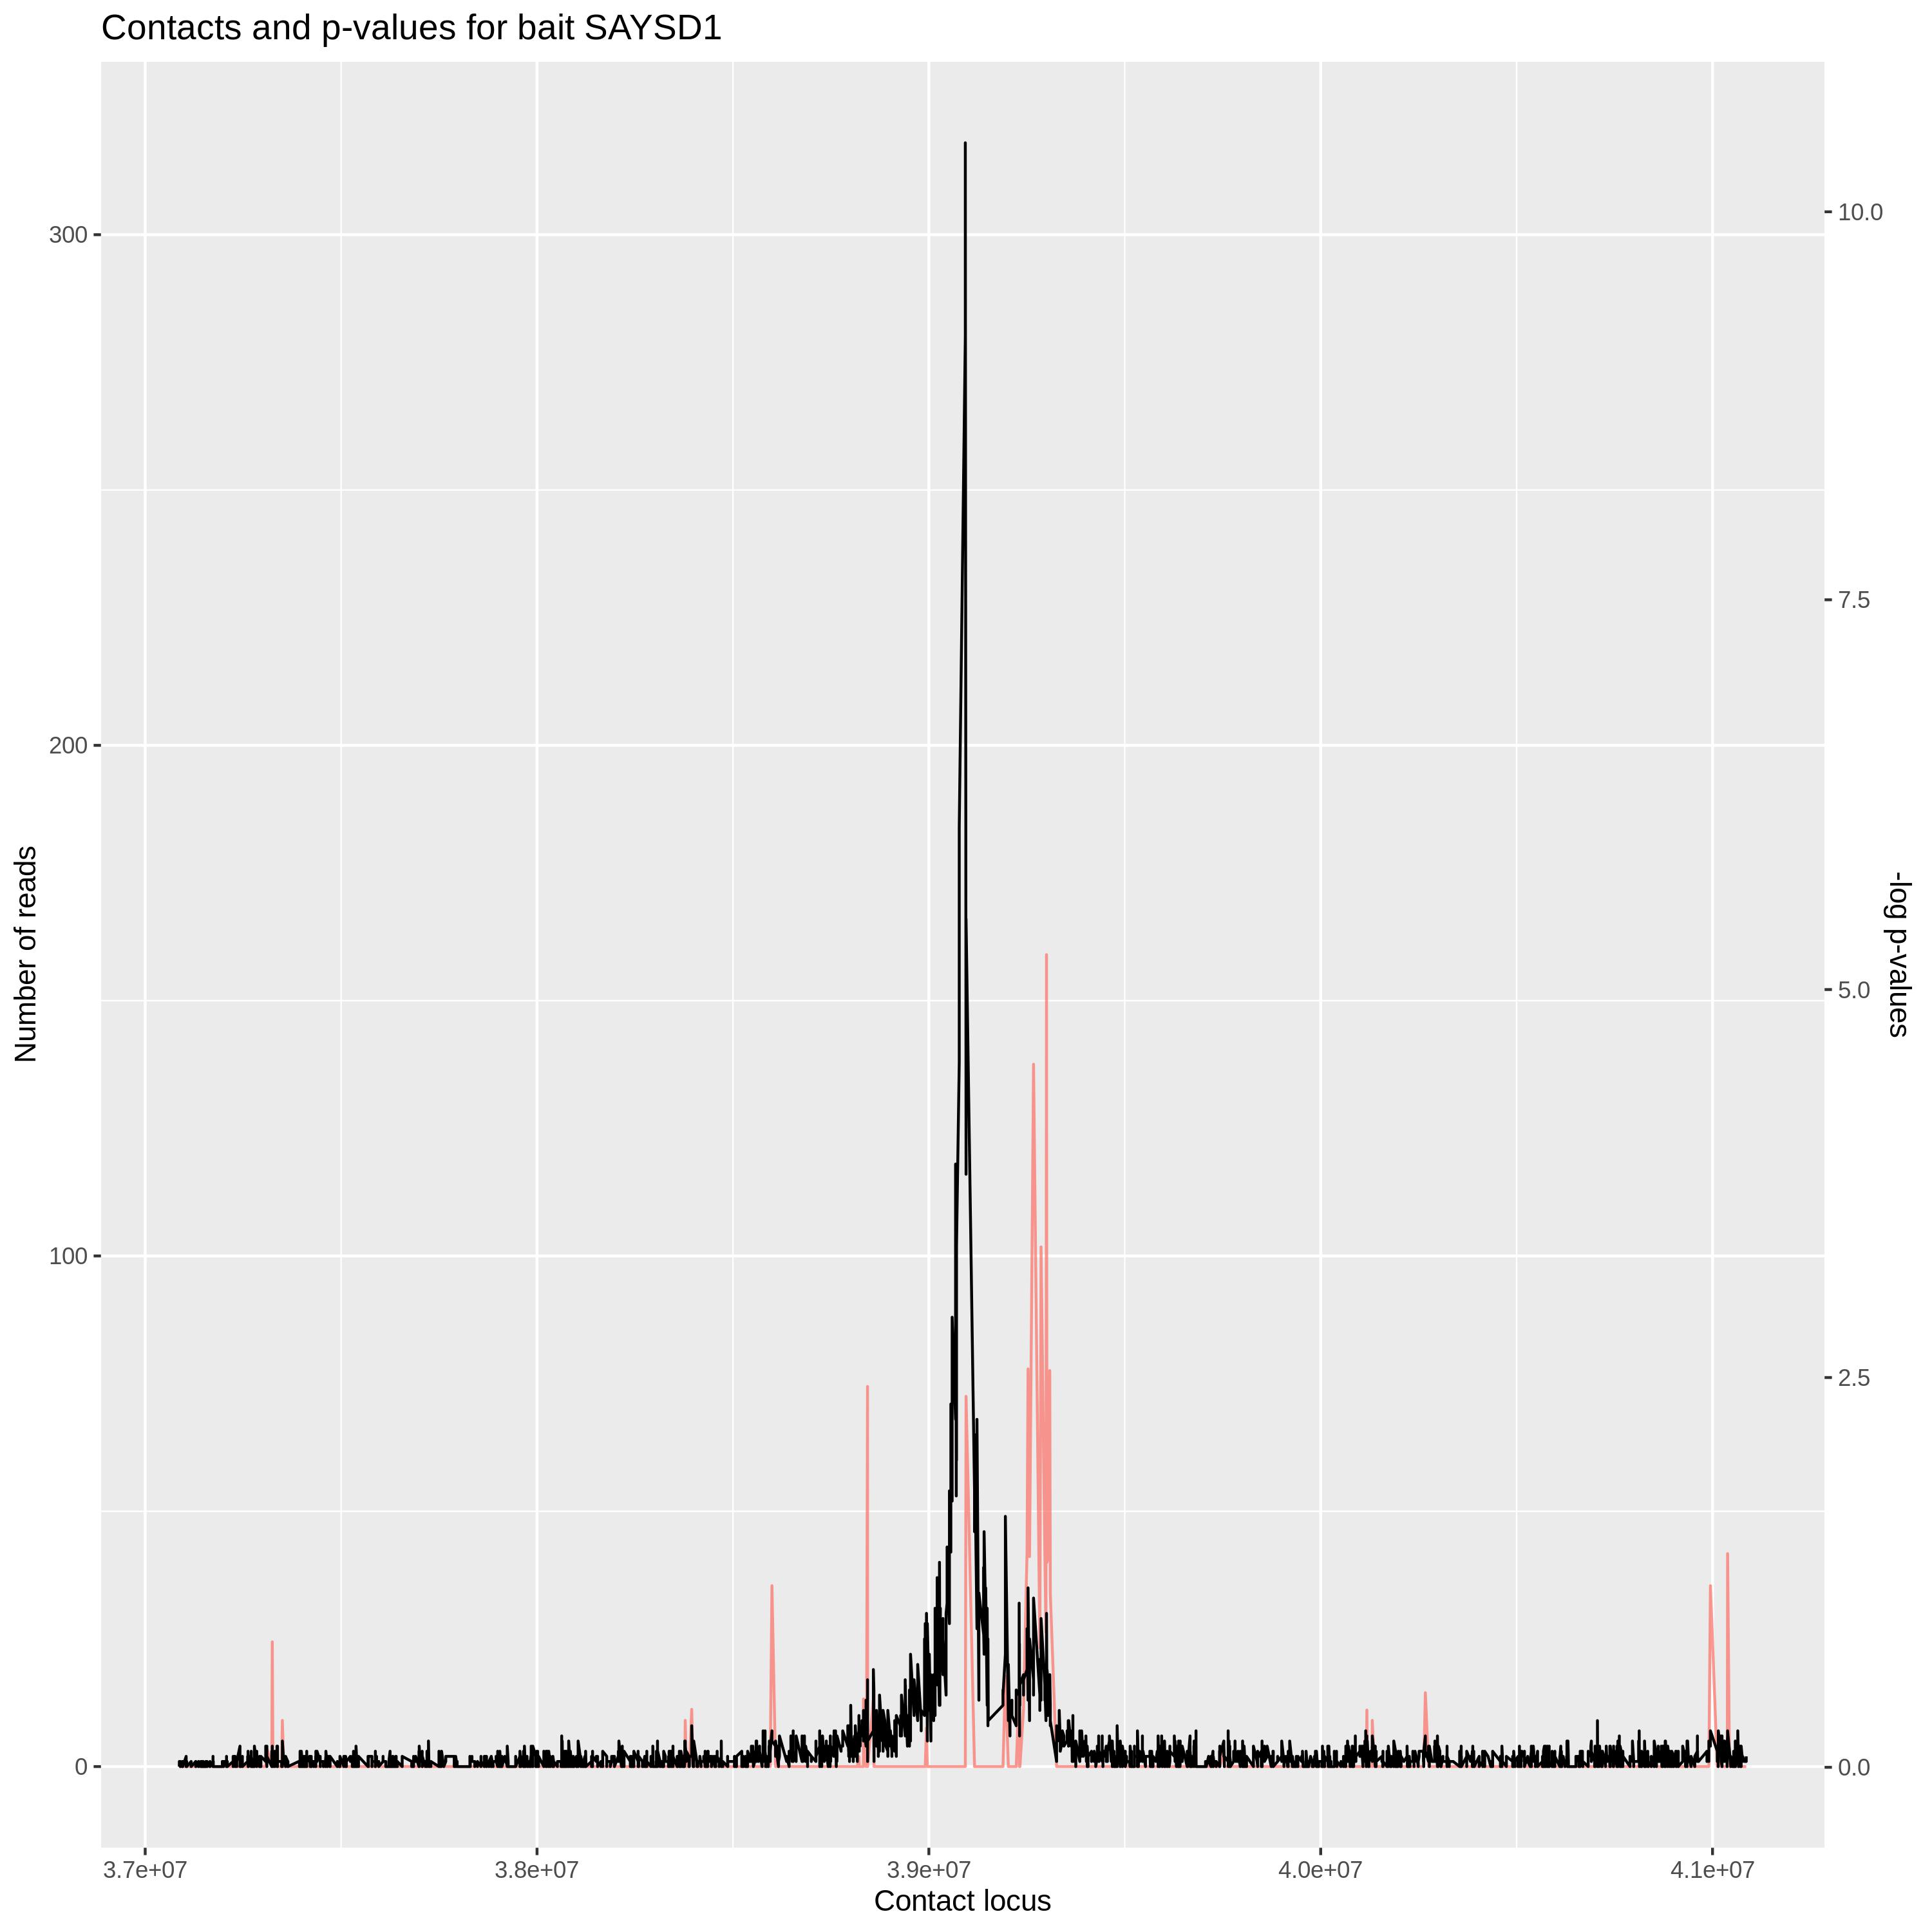 Contacts and p-values for bait SAYSD1
300
200
100
0
Number of reads
10.0
7.5
5.0
2.5
0.0
-log p-values
3.7e+07 3.8e+07 3.9e+07 4.0e+07 4.1e+07
Contact locus